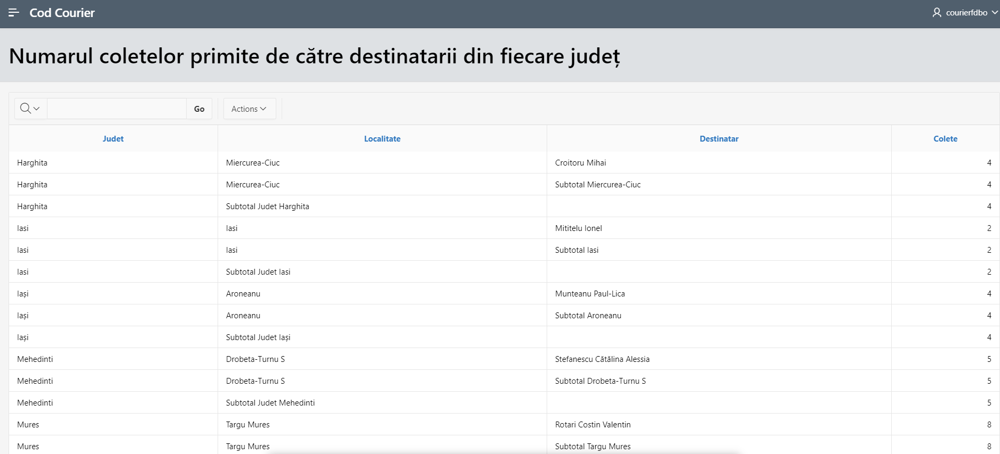 Cod Courier
courierfdbo
Numarul coletelor primite de către destinatarii din fiecare județ
Go
Actions
Judet Localitate Destinatar Colete
Harghita Miercurea-Ciuc Croitoru Mihai 4
Harghita Miercurea-Ciuc Subtotal Miercurea-Ciuc 4
Harghita Subtotal Judet Harghita 4
Iasi Iasi Mititelu Ionel 2
Iasi Iasi Subtotal Iasi 2
Iasi Subtotal Judet Iasi 2
Iași Aroneanu Munteanu Paul-Lica 4
Iași Aroneanu Subtotal Aroneanu 4
Iași Subtotal Judet Iași 4
Mehedinti Drobeta-Turnu S Stefanescu Cătălina Alessia 5
Mehedinti Drobeta-Turnu S Subtotal Drobeta-Turnu S 5
Mehedinti Subtotal Judet Mehedinti 5
Mures Targu Mures Rotari Costin Valentin 8
Mures Targu Mures Subtotal Targu Mures 8